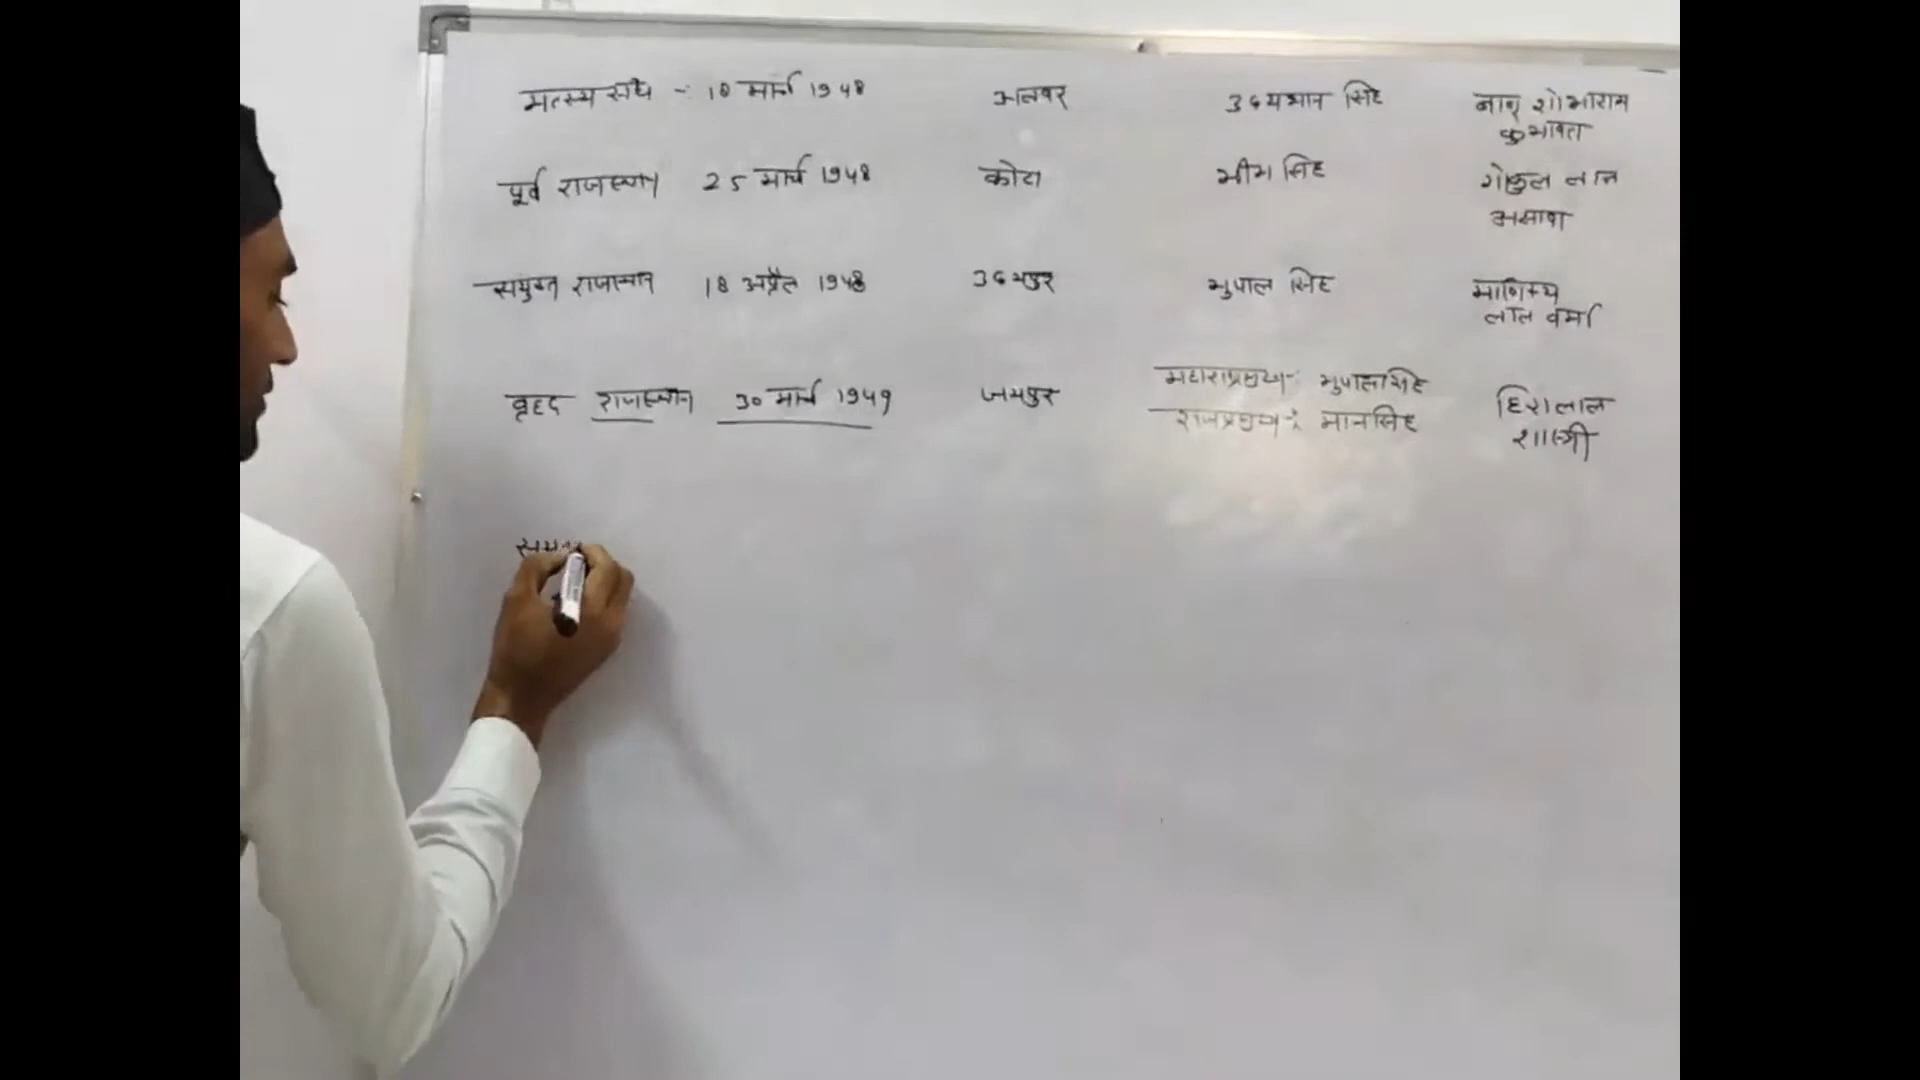 मत्स्य संघ -: 18 मार्च 1948 अलवर उदयभान सिंह बाबू शोभाराम
कुमावत
पूर्व राजस्थान 25 मार्च 1948 कोटा भीम सिंह गोकुल लाल
असावा
सयुक्त राजस्थान 18 अप्रैल 1948 उदयपुर भुपाल सिंह माणिक्य
लाल वर्मा
वृहद राजस्थान 30 मार्च 1949 जयपुर महाराजप्रमुख -: भुपालसिंह हिरालाल
राजप्रमुख -: मानसिंह शास्त्री